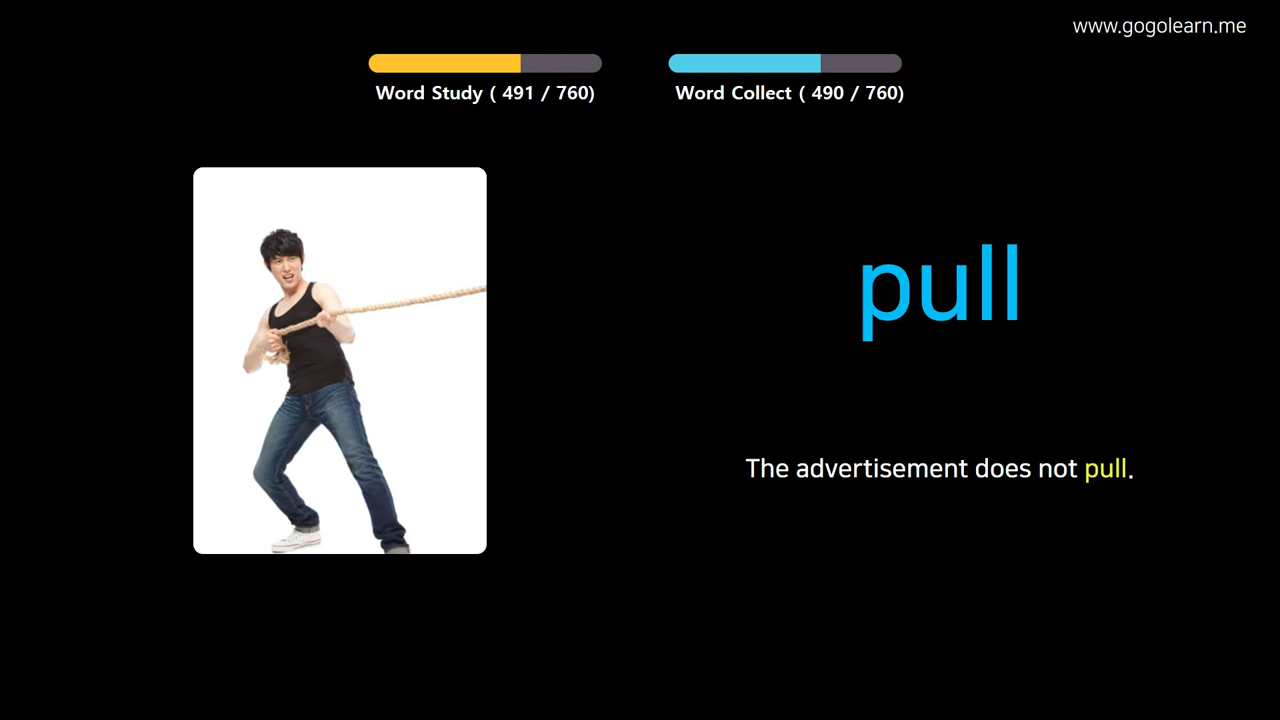 www.gogolearn.me
Word Study ( 491 / 760)
Word Collect ( 490 / 760)
pull
The advertisement does not pull.